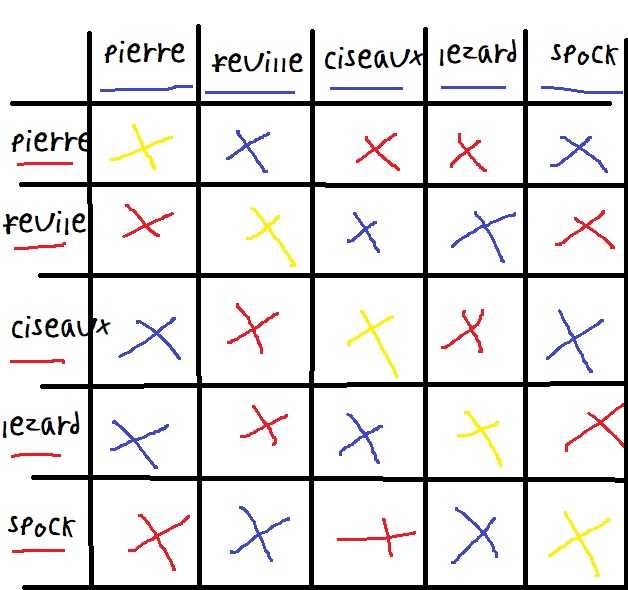 pierre feuille ciseaux lezard spock
pierre
feuile
ciseaux
lezard
spock